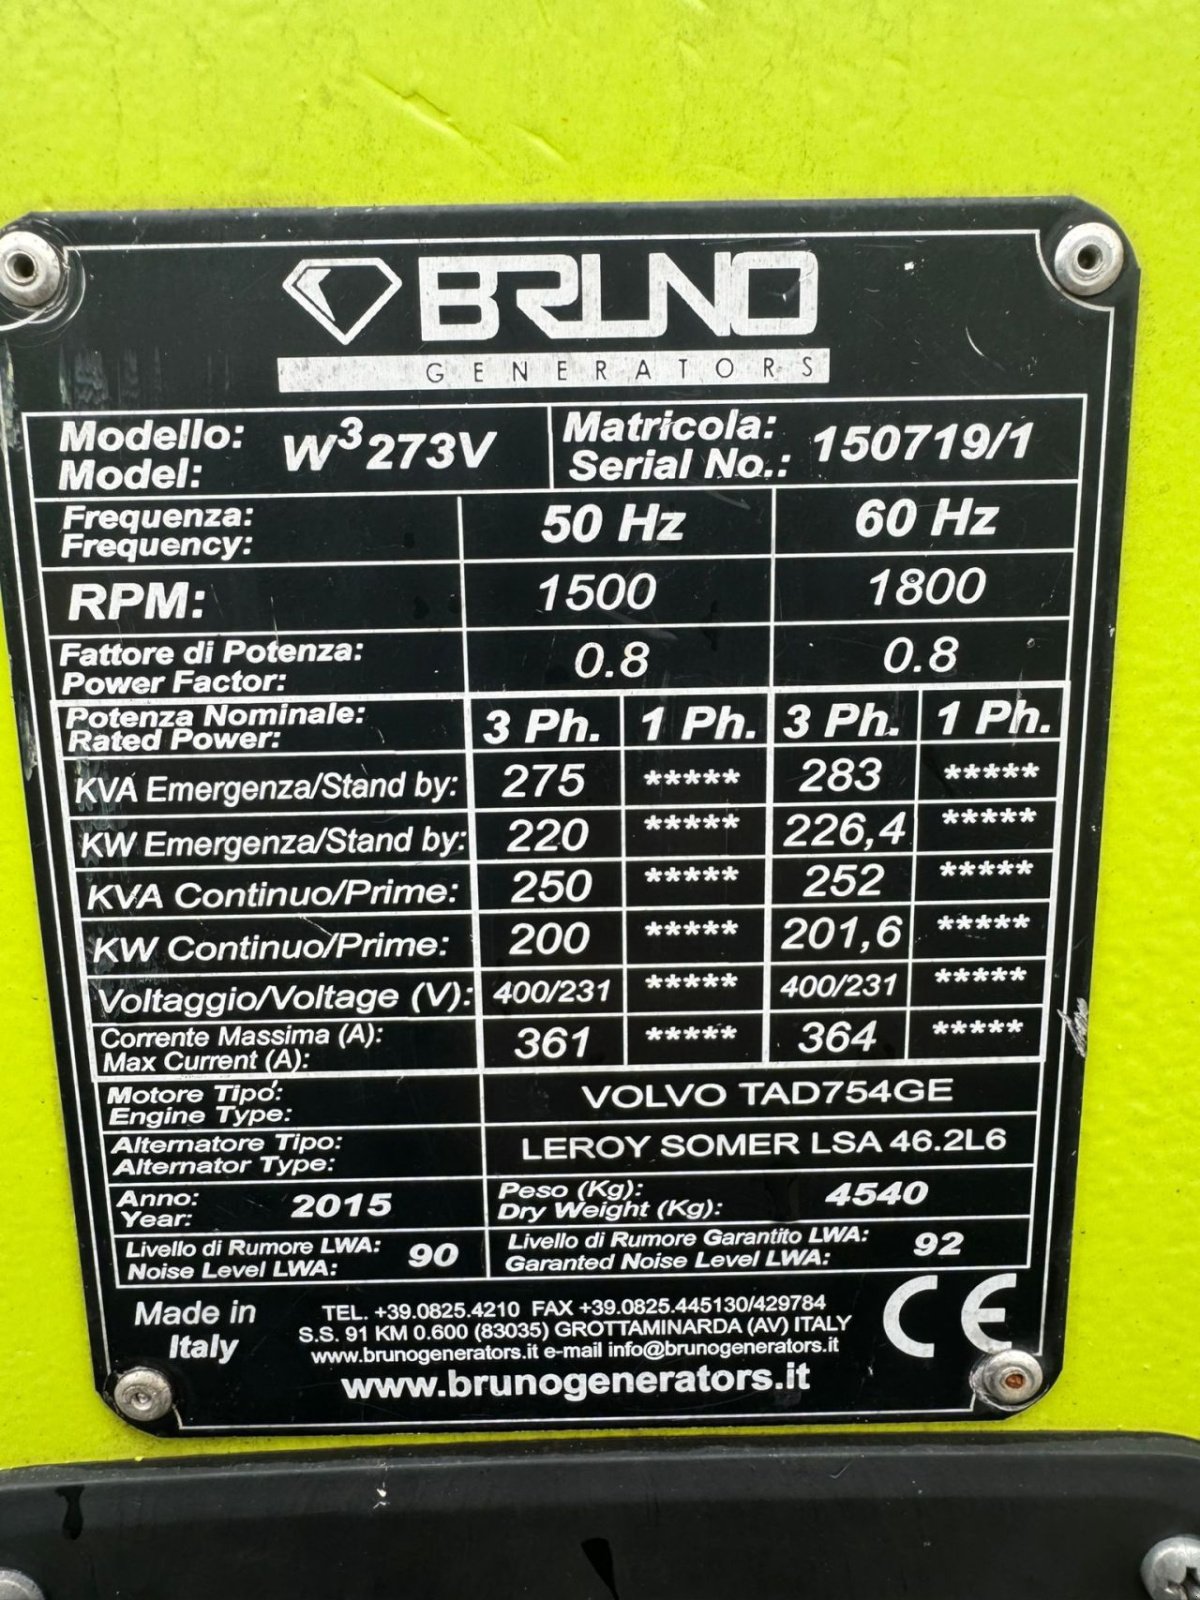 BRUNO
GENERATORS
Modello: W³273V Matricola: 150719/1
Model: Serial No.:
Frequenza: 50 Hz 60 Hz
Frequency:
RPM: 1500 1800
Fattore di Potenza: 0.8 0.8
Power Factor:
Potenza Nominale: 3 Ph. 1 Ph. 3 Ph. 1 Ph.
Rated Power:
KVA Emergenza/Stand by: 275 ***** 283 *****
KW Emergenza/Stand by: 220 ***** 226,4 *****
KVA Continuo/Prime: 250 ***** 252 *****
KW Continuo/Prime: 200 ***** 201,6 *****
Voltaggio/Voltage (V): 400/231 ***** 400/231 *****
Corrente Massima (A): 361 ***** 364 *****
Max Current (A):
Motore Tipo: VOLVO TAD754GE
Engine Type:
Alternatore Tipo: LEROY SOMER LSA 46.2L6
Alternator Type:
Anno: 2015 Peso (Kg): 4540
Year: Dry Weight (Kg):
Livello di Rumore LWA: 90 Livello di Rumore Garantito LWA: 92
Noise Level LWA: Garanted Noise Level LWA:
Made in Italy
TEL. +39.0825.4210 FAX +39.0825.445130/429784
S.S. 91 KM 0.600 (83035) GROTTAMINARDA (AV) ITALY
www.brunogenerators.it e-mail info@brunogenerators.it
www.brunogenerators.it
CE